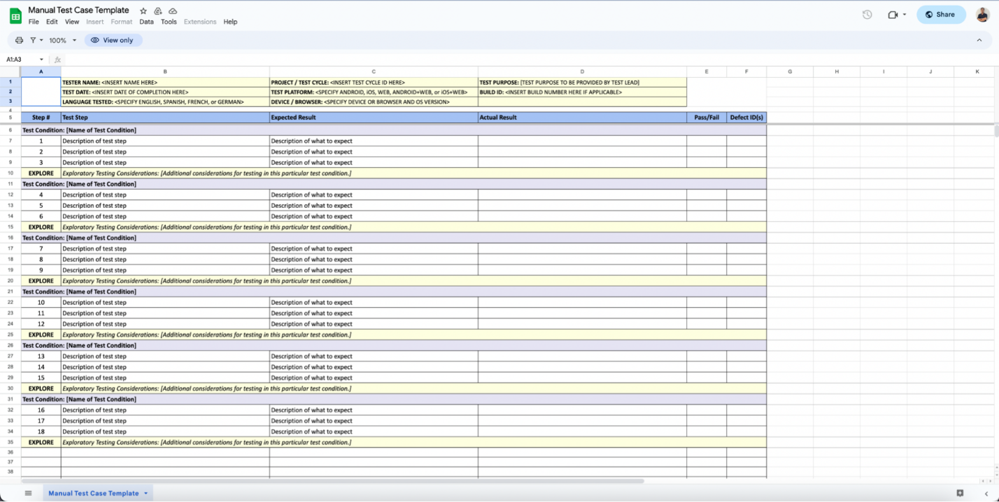 Manual Test Case Template
File Edit View Insert Format Data Tools Extensions Help
Share
100% View only
A1:A3 fx
A B C D E F G H I J K
1 TESTER NAME: <INSERT NAME HERE> PROJECT / TEST CYCLE: <INSERT TEST CYCLE ID HERE> TEST PURPOSE: [TEST PURPOSE TO BE PROVIDED BY TEST LEAD]
2 TEST DATE: <INSERT DATE OF COMPLETION HERE> TEST PLATFORM: <SPECIFY ANDROID, iOS, WEB, ANDROID+WEB, or iOS+WEB> BUILD ID: <INSERT BUILD NUMBER HERE IF APPLICABLE>
3 LANGUAGE TESTED: <SPECIFY ENGLISH, SPANISH, FRENCH, or GERMAN> DEVICE / BROWSER: <SPECIFY DEVICE OR BROWSER AND OS VERSION>
4
5 Step # Test Step Expected Result Actual Result Pass/Fail Defect ID(s)
6 Test Condition: [Name of Test Condition]
7 1 Description of test step Description of what to expect
8 2 Description of test step Description of what to expect
9 3 Description of test step Description of what to expect
10 EXPLORE Exploratory Testing Considerations: [Additional considerations for testing in this particular test condition.]
11 Test Condition: [Name of Test Condition]
12 4 Description of test step Description of what to expect
13 5 Description of test step Description of what to expect
14 6 Description of test step Description of what to expect
15 EXPLORE Exploratory Testing Considerations: [Additional considerations for testing in this particular test condition.]
16 Test Condition: [Name of Test Condition]
17 7 Description of test step Description of what to expect
18 8 Description of test step Description of what to expect
19 9 Description of test step Description of what to expect
20 EXPLORE Exploratory Testing Considerations: [Additional considerations for testing in this particular test condition.]
21 Test Condition: [Name of Test Condition]
22 10 Description of test step Description of what to expect
23 11 Description of test step Description of what to expect
24 12 Description of test step Description of what to expect
25 EXPLORE Exploratory Testing Considerations: [Additional considerations for testing in this particular test condition.]
26 Test Condition: [Name of Test Condition]
27 13 Description of test step Description of what to expect
28 14 Description of test step Description of what to expect
29 15 Description of test step Description of what to expect
30 EXPLORE Exploratory Testing Considerations: [Additional considerations for testing in this particular test condition.]
31 Test Condition: [Name of Test Condition]
32 16 Description of test step Description of what to expect
33 17 Description of test step Description of what to expect
34 18 Description of test step Description of what to expect
35 EXPLORE Exploratory Testing Considerations: [Additional considerations for testing in this particular test condition.]
36
37
38
Manual Test Case Template